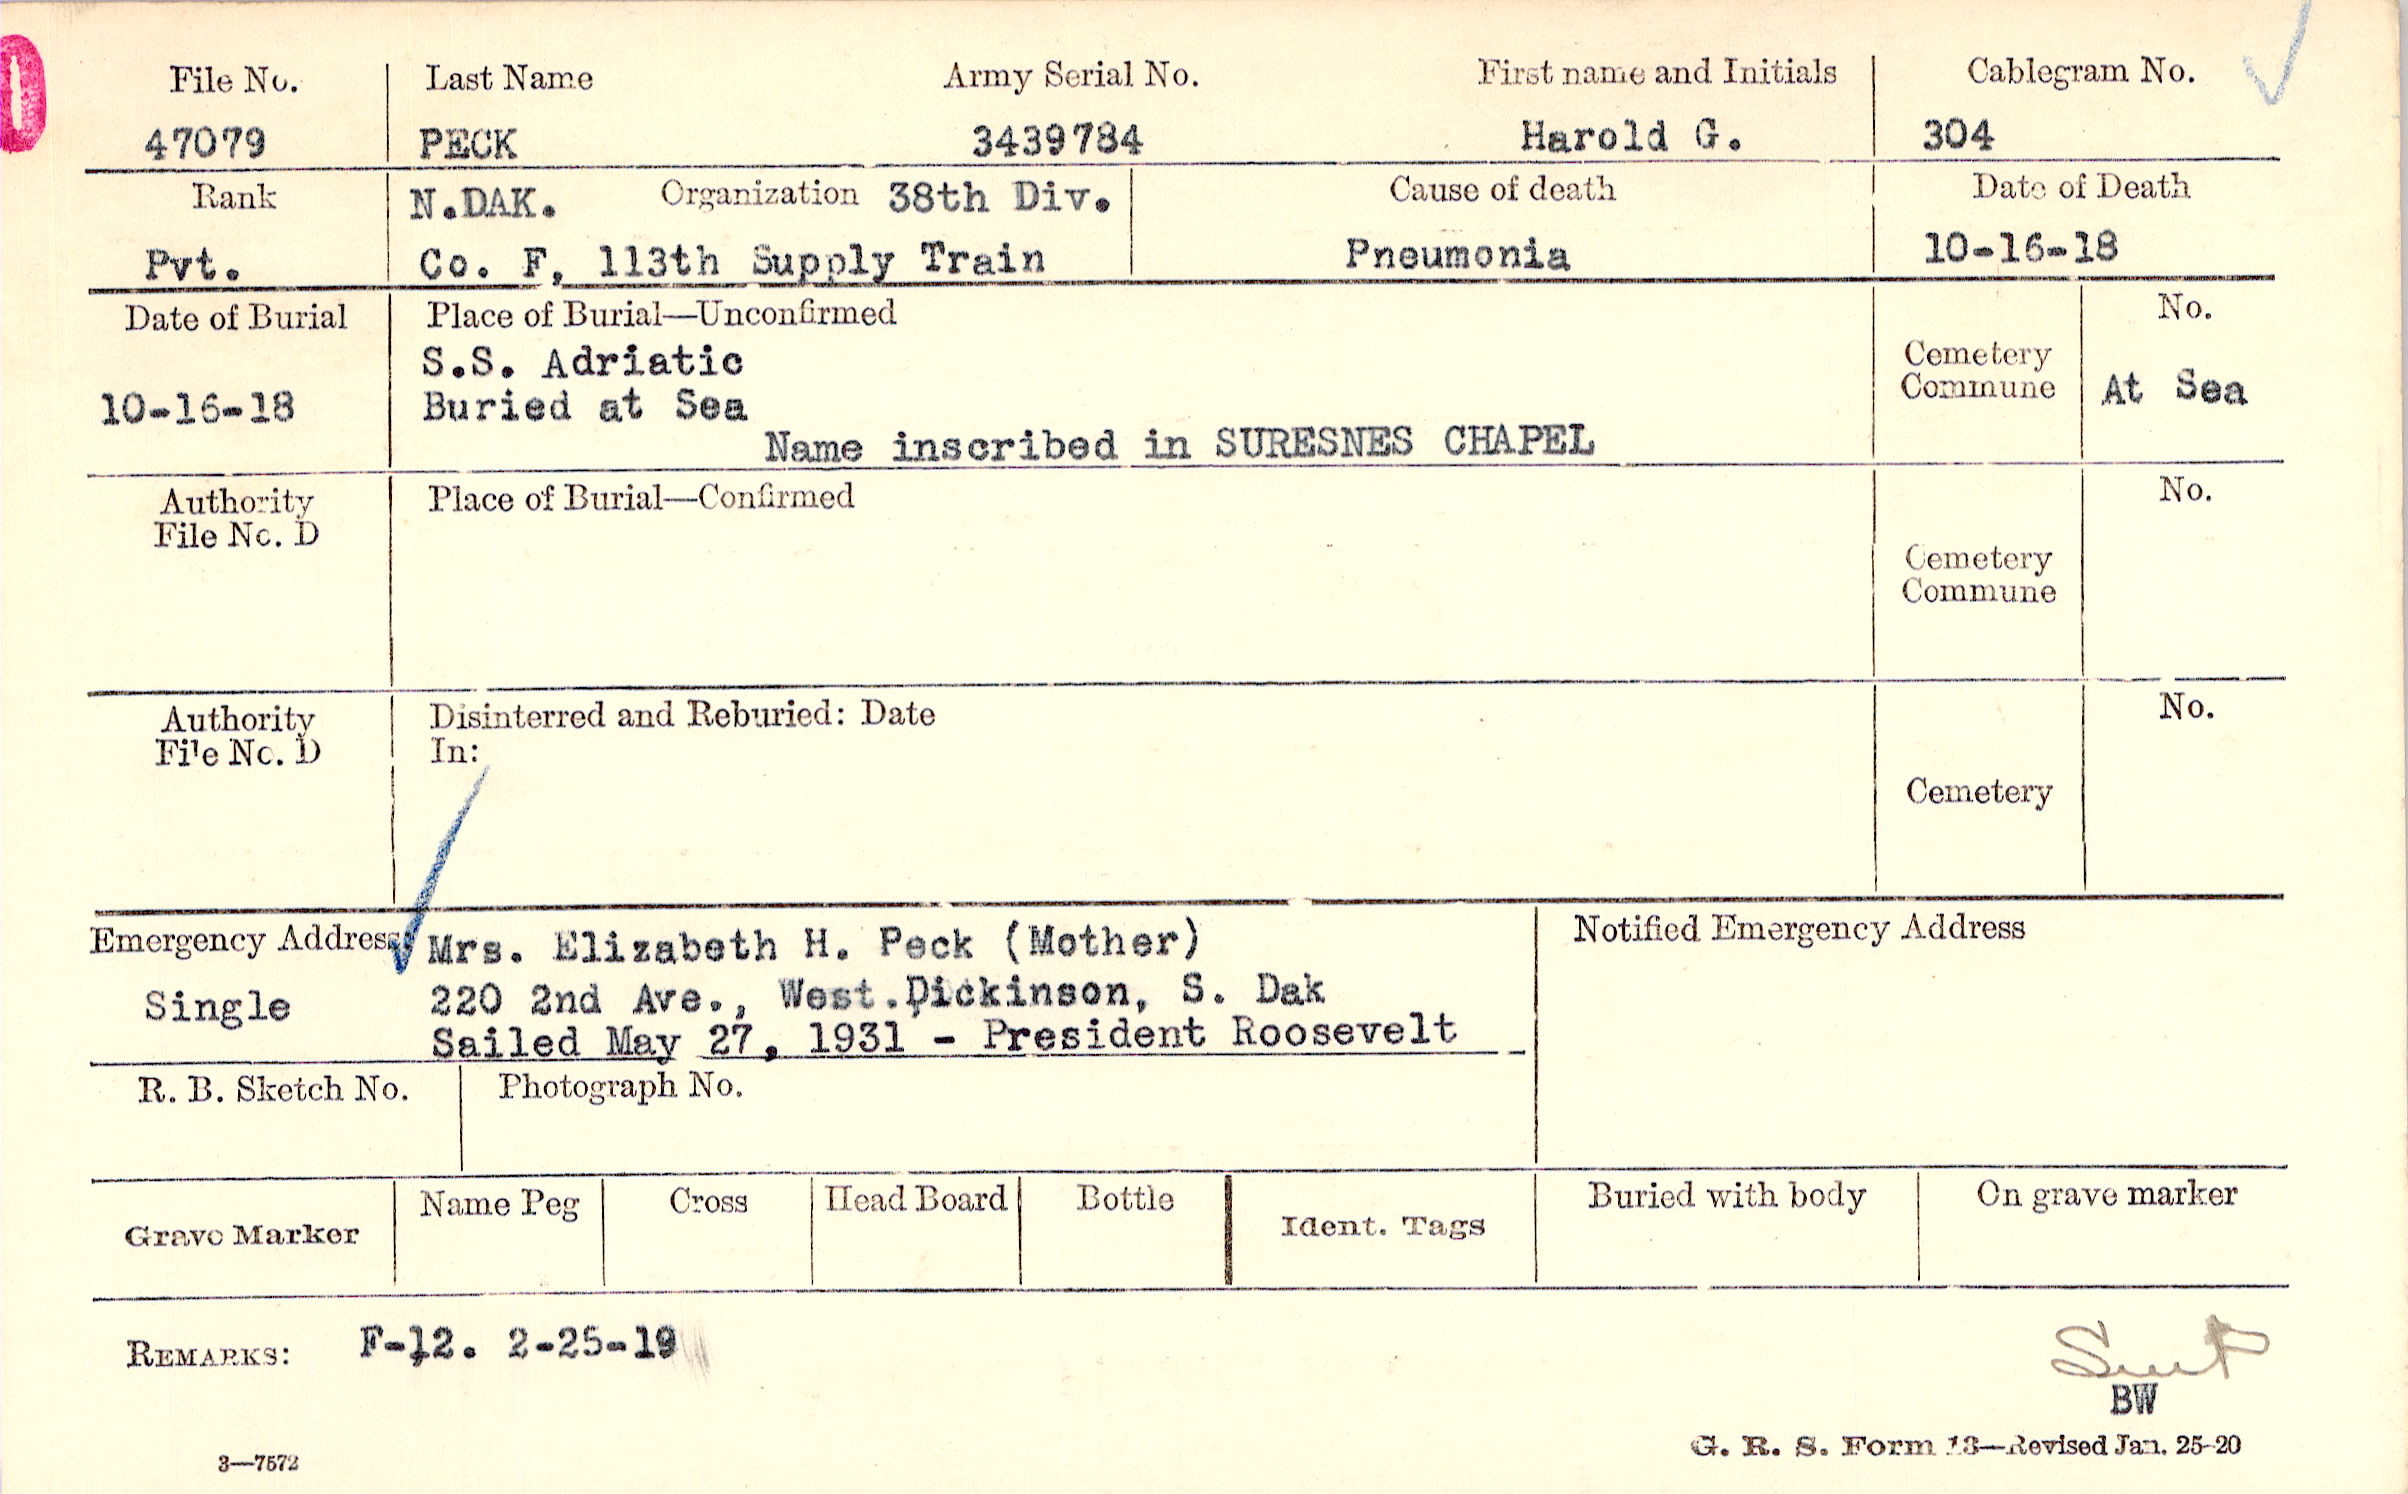 File No. Last Name Army Serial No. First name and Initials Cablegram No.
47079 PECK 3439784 Harold G. 304
Rank N.DAK. Organization 38th Div. Cause of death Date of Death
Pvt. Co. F, 113th Supply Train Pneumonia 10-16-18
Date of Burial Place of Burial—Unconfirmed No.
S.S. Adriatic Cemetery
10-16-18 Buried at Sea Commune At Sea
Name inscribed in SURESNES CHAPEL
Authority Place of Burial—Confirmed No.
File No. D
Cemetery
Commune
Authority Disinterred and Reburied: Date No.
File No. D In:
Cemetery
Emergency Address: Mrs. Elizabeth H. Peck (Mother) Notified Emergency Address
Single 220 2nd Ave., West.Dickinson, S. Dak
Sailed May 27, 1931 - President Roosevelt
R. B. Sketch No. Photograph No.
Grave Marker Name Peg Cross Head Board Bottle Ident. Tags Buried with body On grave marker
REMARKS: F-12. 2-25-19
BW
3—7572 G. R. S. Form 13—Revised Jan. 25-20